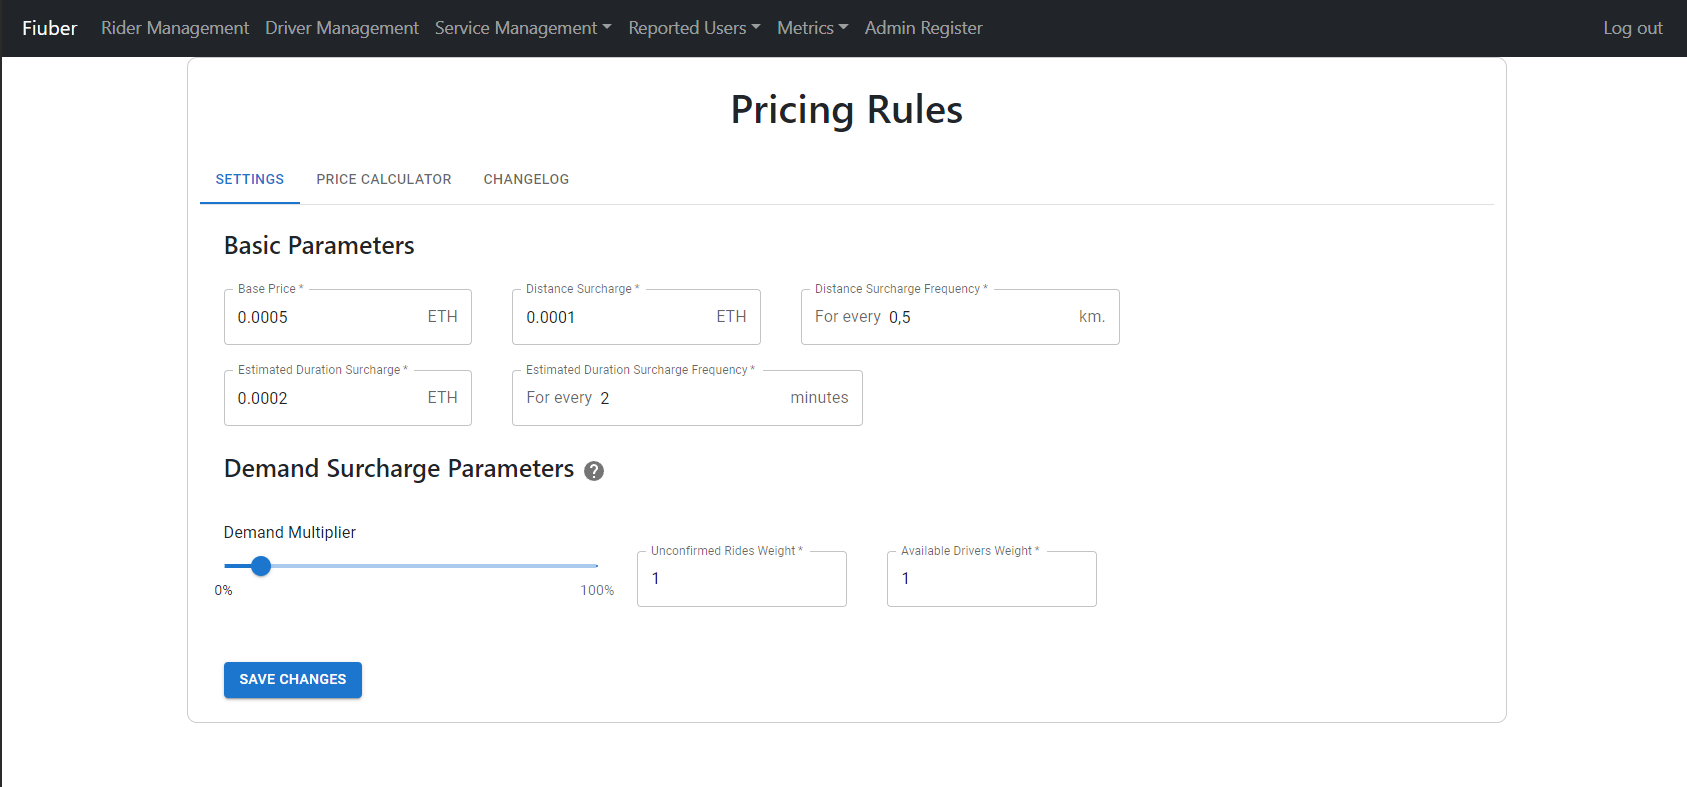 Fiuber Rider Management Driver Management Service Management Reported Users Metrics Admin Register Log out
Pricing Rules
SETTINGS PRICE CALCULATOR CHANGELOG
Basic Parameters
Base Price * Distance Surcharge * Distance Surcharge Frequency *
0.0005 ETH 0.0001 ETH For every 0,5 km.
Estimated Duration Surcharge * Estimated Duration Surcharge Frequency *
0.0002 ETH For every 2 minutes
Demand Surcharge Parameters ?
Demand Multiplier
Unconfirmed Rides Weight * Available Drivers Weight *
1 1
0% 100%
SAVE CHANGES